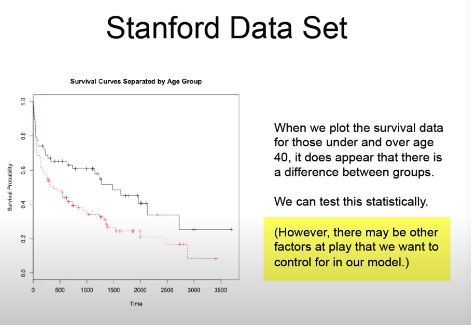 Stanford Data Set
Survival Curves Separated by Age Group
Survival Probability
1.0
0.8
0.6
0.4
0.2
0.0
0 500 1000 1500 2000 2500 3000 3500
Time
When we plot the survival data
for those under and over age
40, it does appear that there is
a difference between groups.
We can test this statistically.
(However, there may be other
factors at play that we want to
control for in our model.)